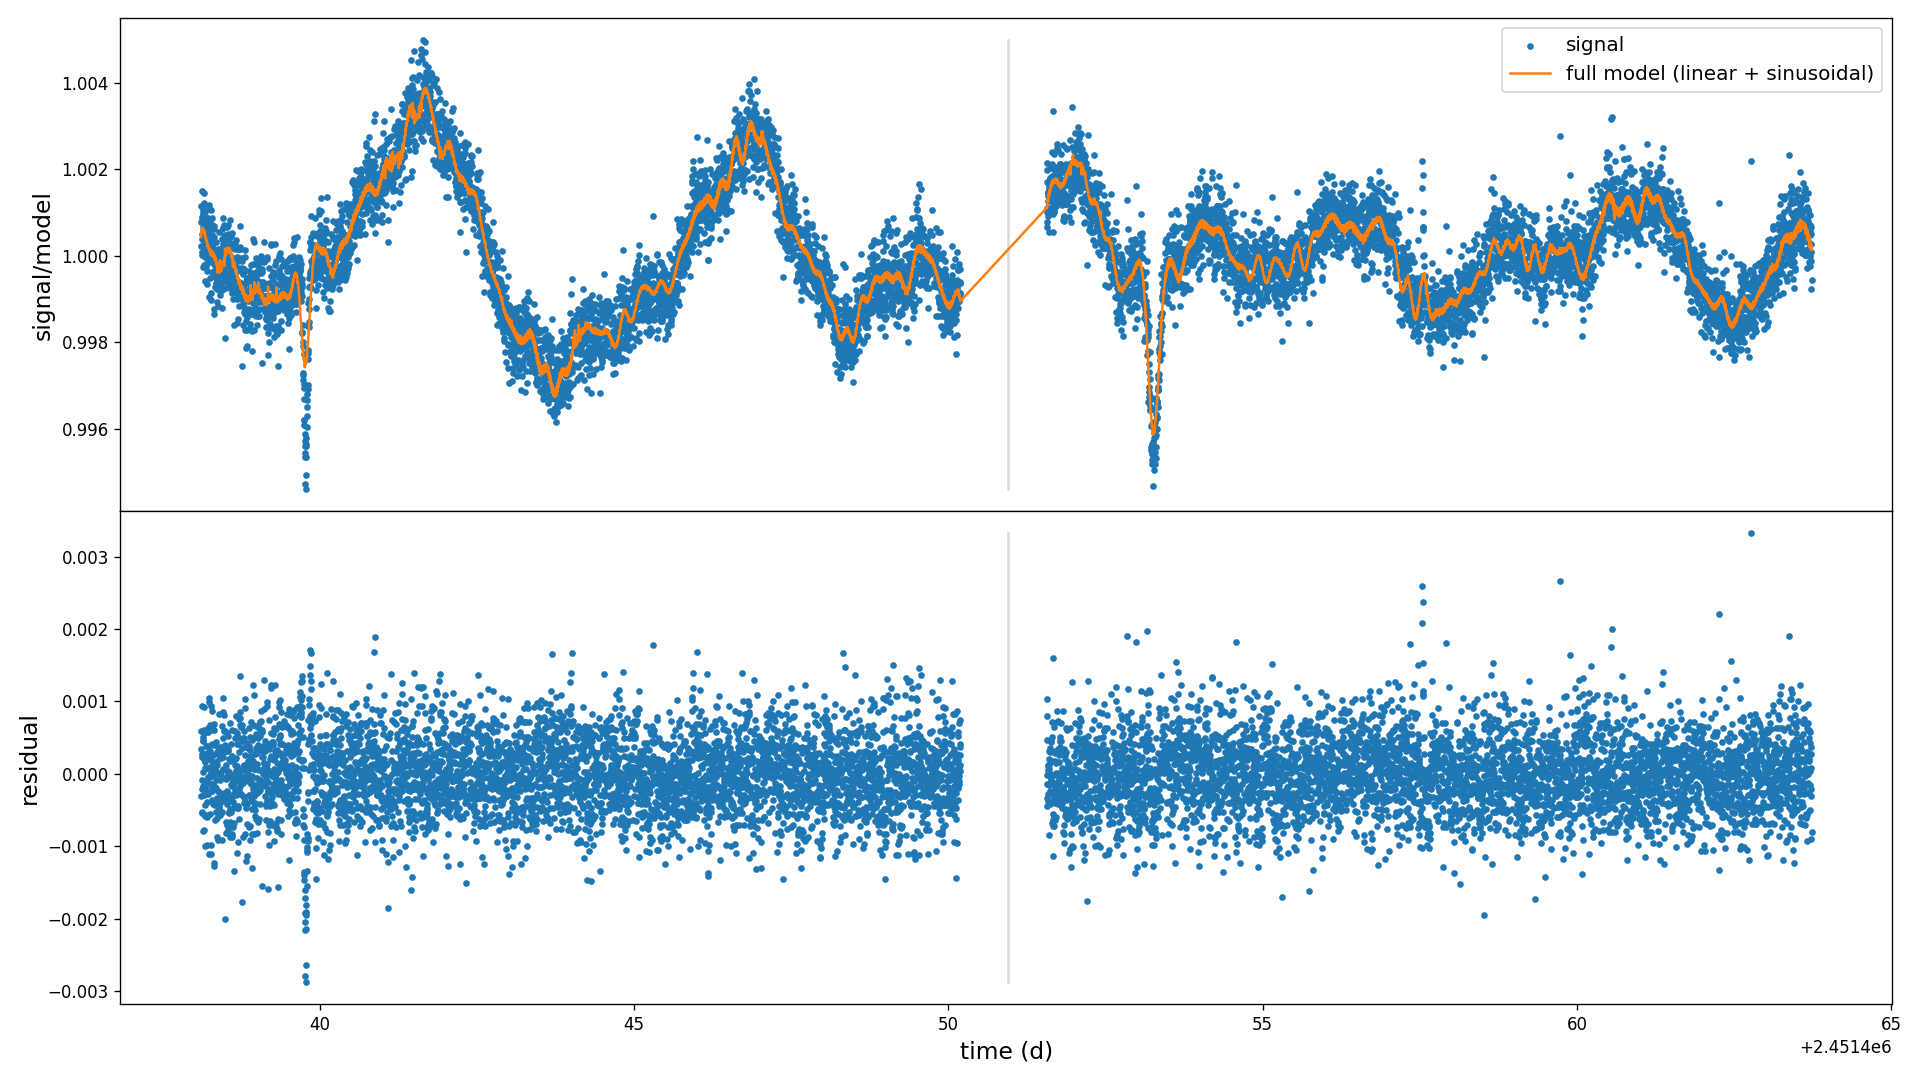 signal
full model (linear + sinusoidal)
signal/model
1.004
1.002
1.000
0.998
0.996
residual
0.003
0.002
0.001
0.000
−0.001
−0.002
−0.003
40 45 50 55 60 65
time (d)
+2.4514e6